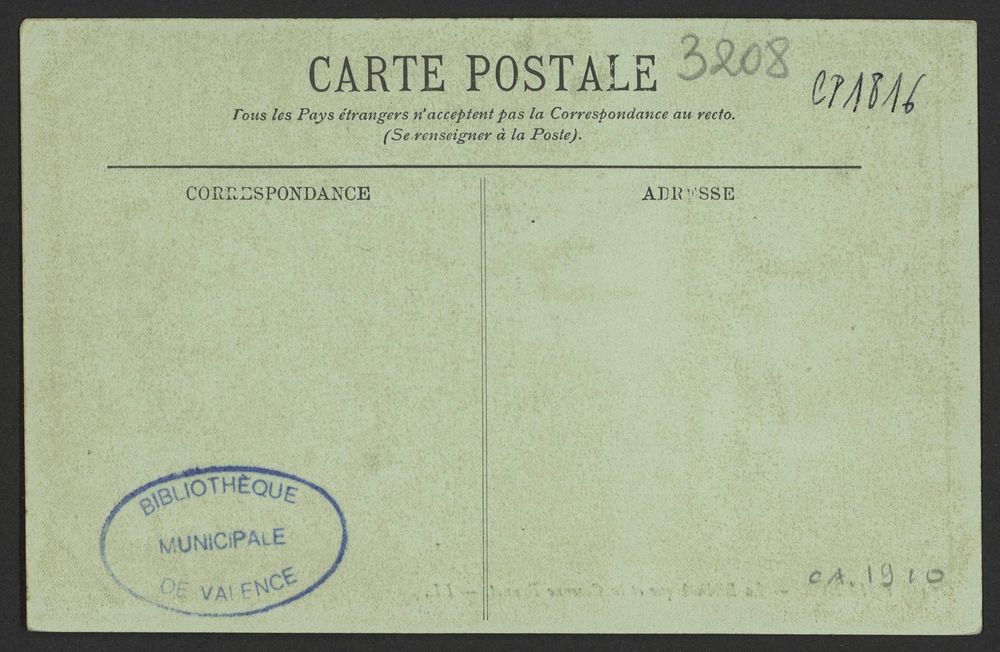 CARTE POSTALE
3208
CP1816
Tous les Pays étrangers n'acceptent pas la Correspondance au recto.
(Se renseigner à la Poste).
CORRESPONDANCE
ADRESSE
BIBLIOTHÈQUE
MUNICIPALE
DE VALENCE
CA. 1910